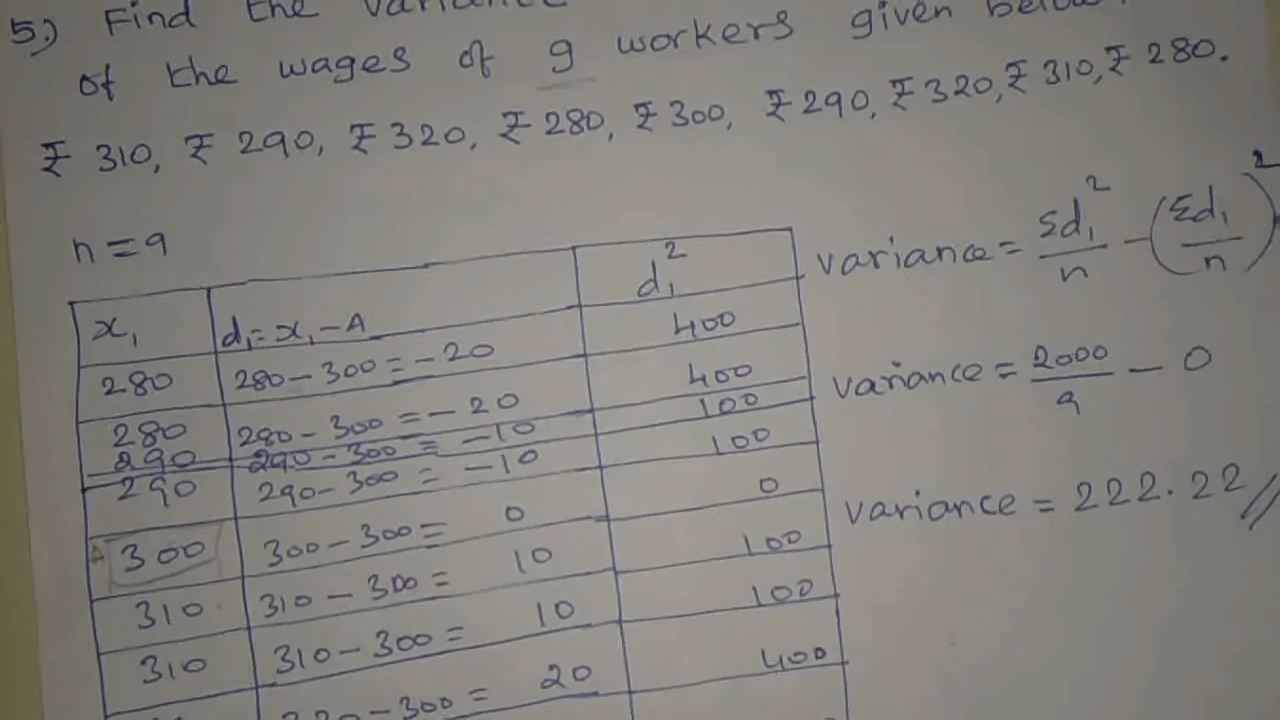 5.) Find the variance
of the wages of 9 workers given below.
₹ 310, ₹ 290, ₹ 320, ₹ 280, ₹ 300, ₹ 290, ₹ 320, ₹ 310, ₹ 280.
n = 9
variance = Σd₁²/n − (Σd₁/n)²
x₁ d₁ = x₁ − A d₁²
280 280 − 300 = − 20 400
280 280 − 300 = − 20 400
290 290 − 300 = − 10 100
290 290 − 300 = − 10 100
A 300 300 − 300 = 0 0
310 310 − 300 = 10 100
310 310 − 300 = 10 100
320 − 300 = 20 400
variance = 2000/9 − 0
variance = 222.22 //